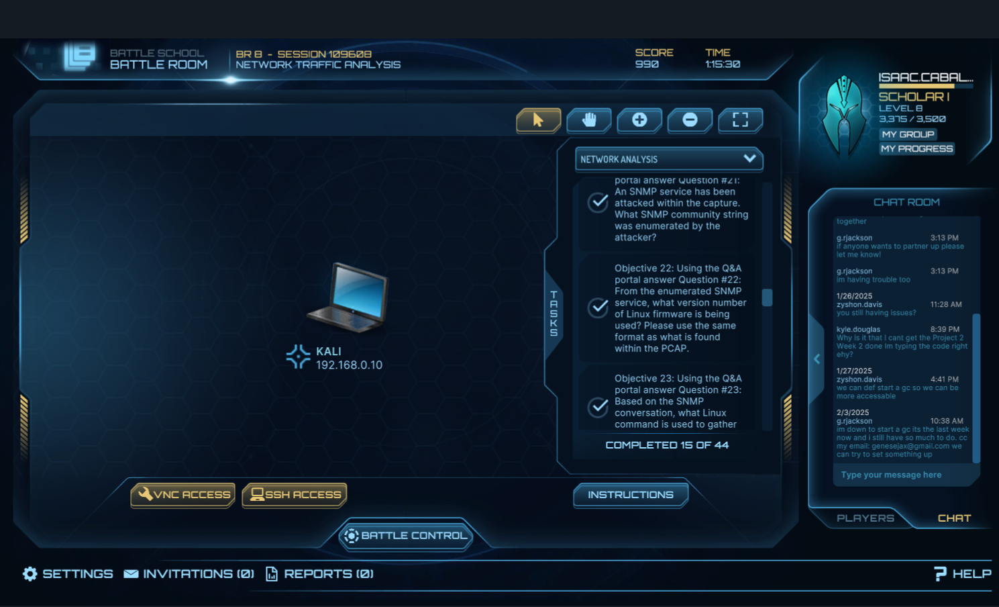 BATTLE SCHOOL
BATTLE ROOM
BR 8 - SESSION 109608
NETWORK TRAFFIC ANALYSIS
SCORE
990
TIME
1:15:30
ISAAC.CABAL...
SCHOLAR I
LEVEL 8
3,375 / 3,500
MY GROUP
MY PROGRESS
NETWORK ANALYSIS
portal answer Question #21:
An SNMP service has been
attacked within the capture.
What SNMP community string
was enumerated by the
attacker?
Objective 22: Using the Q&A
portal answer Question #22:
From the enumerated SNMP
service, what version number
of Linux firmware is being
used? Please use the same
format as what is found
within the PCAP.
Objective 23: Using the Q&A
portal answer Question #23:
Based on the SNMP
conversation, what Linux
command is used to gather
COMPLETED 15 OF 44
TASKS
KALI
192.168.0.10
VNC ACCESS
SSH ACCESS
INSTRUCTIONS
BATTLE CONTROL
CHAT ROOM
together
g.rjackson 3:13 PM
if anyone wants to partner up please
let me know!
g.rjackson 3:13 PM
im having trouble too
1/26/2025
zyshon.davis 11:28 AM
you still having issues?
kyle.douglas 8:39 PM
Why is it that I cant get the Project 2
Week 2 done Im typing the code right
ehy?
1/27/2025
zyshon.davis 4:41 PM
we can def start a gc so we can be
more accessable
2/3/2025
g.rjackson 10:38 AM
im down to start a gc its the last week
now and i still have so much to do. cc
my email: genesejax@gmail.com we
can try to set something up
Type your message here
PLAYERS
CHAT
SETTINGS
INVITATIONS (0)
REPORTS (0)
? HELP